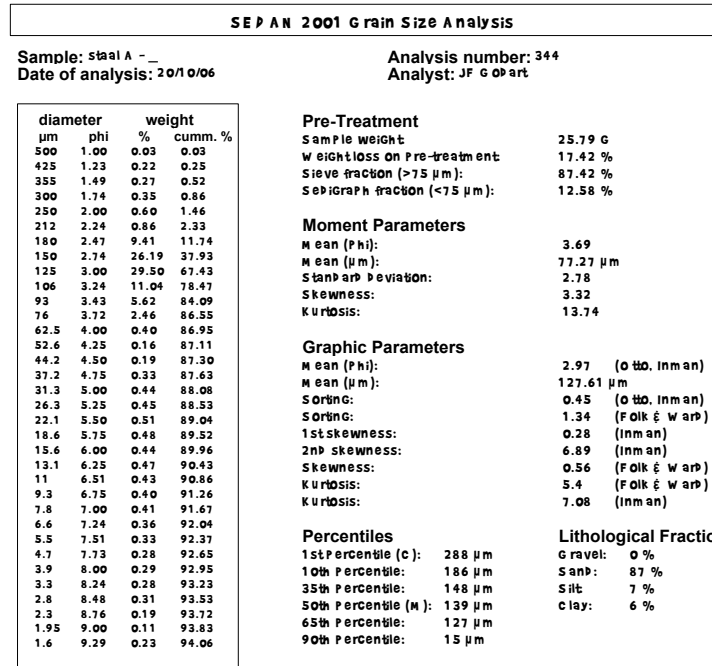 SEDAN 2001 Grain Size Analysis
Sample: staal A - _
Date of analysis: 20/10/06
Analysis number: 344
Analyst: JF Gobart
diameter weight
µm phi % cumm. %
500 1.00 0.03 0.03
425 1.23 0.22 0.25
355 1.49 0.27 0.52
300 1.74 0.35 0.86
250 2.00 0.60 1.46
212 2.24 0.86 2.33
180 2.47 9.41 11.74
150 2.74 26.19 37.93
125 3.00 29.50 67.43
106 3.24 11.04 78.47
93 3.43 5.62 84.09
76 3.72 2.46 86.55
62.5 4.00 0.40 86.95
52.6 4.25 0.16 87.11
44.2 4.50 0.19 87.30
37.2 4.75 0.33 87.63
31.3 5.00 0.44 88.08
26.3 5.25 0.45 88.53
22.1 5.50 0.51 89.04
18.6 5.75 0.48 89.52
15.6 6.00 0.44 89.96
13.1 6.25 0.47 90.43
11 6.51 0.43 90.86
9.3 6.75 0.40 91.26
7.8 7.00 0.41 91.67
6.6 7.24 0.36 92.04
5.5 7.51 0.33 92.37
4.7 7.73 0.28 92.65
3.9 8.00 0.29 92.95
3.3 8.24 0.28 93.23
2.8 8.48 0.31 93.53
2.3 8.76 0.19 93.72
1.95 9.00 0.11 93.83
1.6 9.29 0.23 94.06
Pre-Treatment
Sample weight 25.79 G
Weightloss on Pre-treatment 17.42 %
Sieve fraction (>75 µm): 87.42 %
SediGraph fraction (<75 µm): 12.58 %
Moment Parameters
Mean (Phi): 3.69
Mean (µm): 77.27 µm
Standard Deviation: 2.78
Skewness: 3.32
Kurtosis: 13.74
Graphic Parameters
Mean (Phi): 2.97 (Otto, Inman)
Mean (µm): 127.61 µm
Sorting: 0.45 (Otto, Inman)
Sorting: 1.34 (Folk & Ward)
1st skewness: 0.28 (Inman)
2nd skewness: 6.89 (Inman)
Skewness: 0.56 (Folk & Ward)
Kurtosis: 5.4 (Folk & Ward)
Kurtosis: 7.08 (Inman)
Percentiles
1st Percentile (C): 288 µm
10th Percentile: 186 µm
35th Percentile: 148 µm
50th Percentile (M): 139 µm
65th Percentile: 127 µm
90th Percentile: 15 µm
Lithological Fractio
Gravel: 0 %
Sand: 87 %
Silt: 7 %
Clay: 6 %